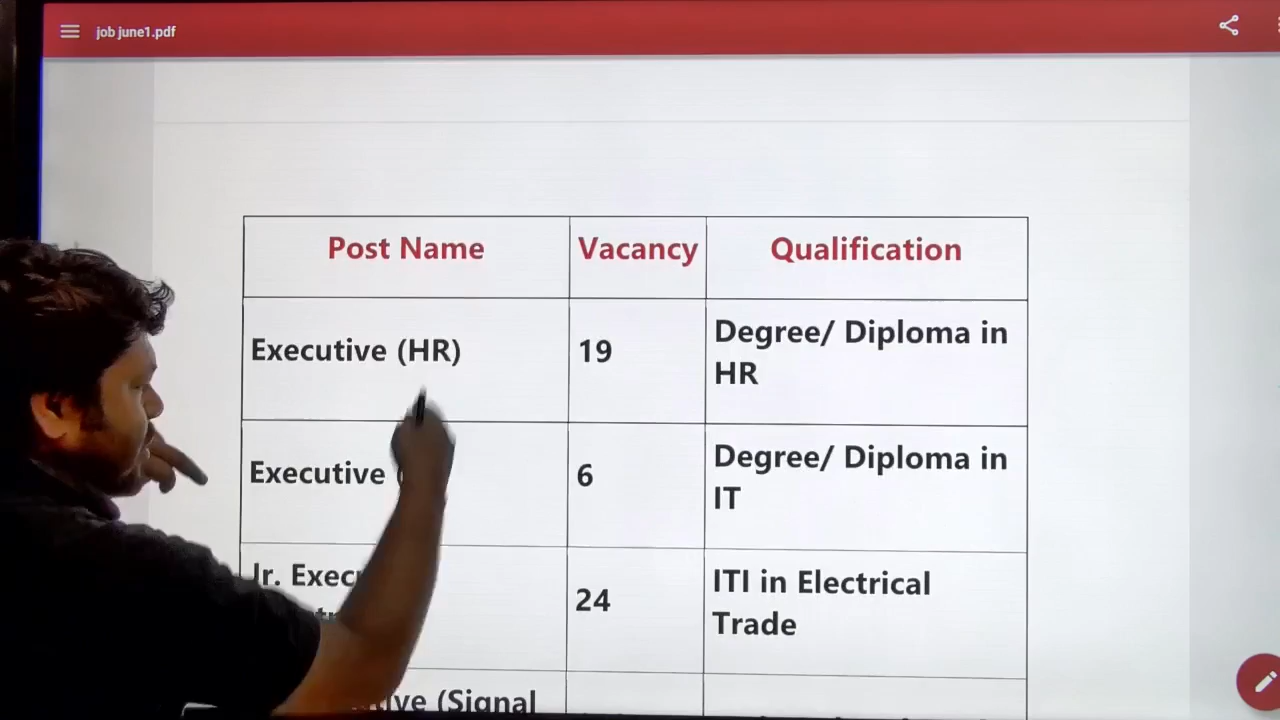 job june1.pdf
Post Name Vacancy Qualification
Executive (HR) 19 Degree/ Diploma in
HR
Executive 6 Degree/ Diploma in
IT
Jr. 24 ITI in Electrical
Trade
(Signal